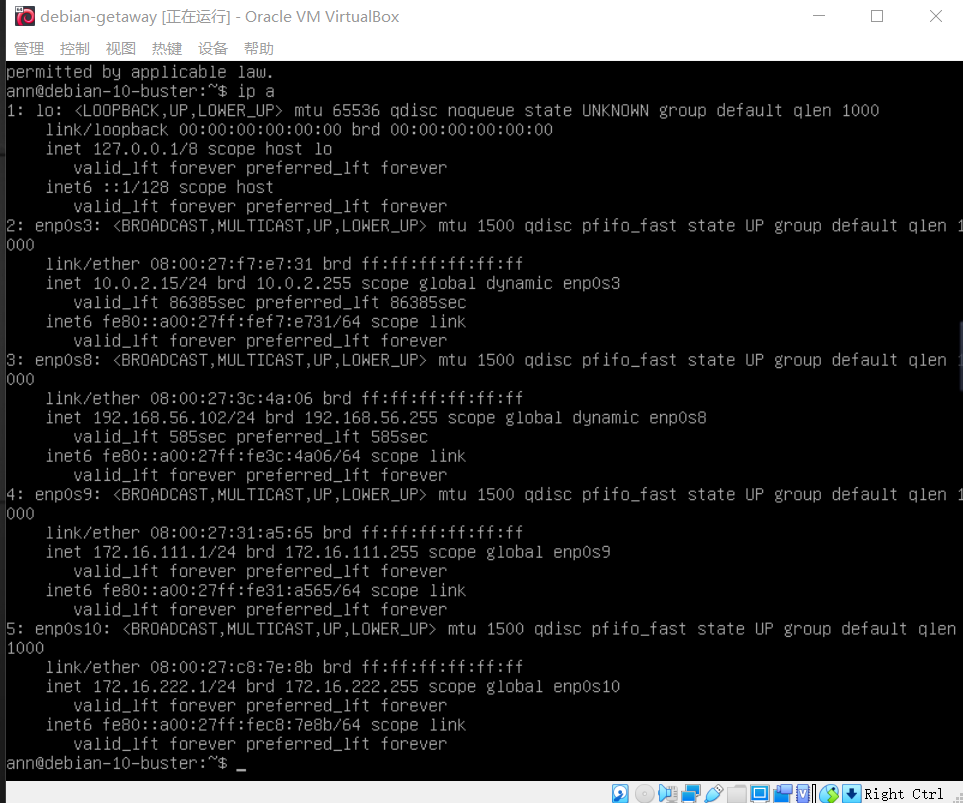 debian-getaway [正在运行] - Oracle VM VirtualBox
管理 控制 视图 热键 设备 帮助
permitted by applicable law.
ann@debian-10-buster:~$ ip a
1: lo: <LOOPBACK,UP,LOWER_UP> mtu 65536 qdisc noqueue state UNKNOWN group default qlen 1000
link/loopback 00:00:00:00:00:00 brd 00:00:00:00:00:00
inet 127.0.0.1/8 scope host lo
valid_lft forever preferred_lft forever
inet6 ::1/128 scope host
valid_lft forever preferred_lft forever
2: enp0s3: <BROADCAST,MULTICAST,UP,LOWER_UP> mtu 1500 qdisc pfifo_fast state UP group default qlen 1
000
link/ether 08:00:27:f7:e7:31 brd ff:ff:ff:ff:ff:ff
inet 10.0.2.15/24 brd 10.0.2.255 scope global dynamic enp0s3
valid_lft 86385sec preferred_lft 86385sec
inet6 fe80::a00:27ff:fef7:e731/64 scope link
valid_lft forever preferred_lft forever
3: enp0s8: <BROADCAST,MULTICAST,UP,LOWER_UP> mtu 1500 qdisc pfifo_fast state UP group default qlen 1
000
link/ether 08:00:27:3c:4a:06 brd ff:ff:ff:ff:ff:ff
inet 192.168.56.102/24 brd 192.168.56.255 scope global dynamic enp0s8
valid_lft 585sec preferred_lft 585sec
inet6 fe80::a00:27ff:fe3c:4a06/64 scope link
valid_lft forever preferred_lft forever
4: enp0s9: <BROADCAST,MULTICAST,UP,LOWER_UP> mtu 1500 qdisc pfifo_fast state UP group default qlen 1
000
link/ether 08:00:27:31:a5:65 brd ff:ff:ff:ff:ff:ff
inet 172.16.111.1/24 brd 172.16.111.255 scope global enp0s9
valid_lft forever preferred_lft forever
inet6 fe80::a00:27ff:fe31:a565/64 scope link
valid_lft forever preferred_lft forever
5: enp0s10: <BROADCAST,MULTICAST,UP,LOWER_UP> mtu 1500 qdisc pfifo_fast state UP group default qlen
1000
link/ether 08:00:27:c8:7e:8b brd ff:ff:ff:ff:ff:ff
inet 172.16.222.1/24 brd 172.16.222.255 scope global enp0s10
valid_lft forever preferred_lft forever
inet6 fe80::a00:27ff:fec8:7e8b/64 scope link
valid_lft forever preferred_lft forever
ann@debian-10-buster:~$ _
Right Ctrl